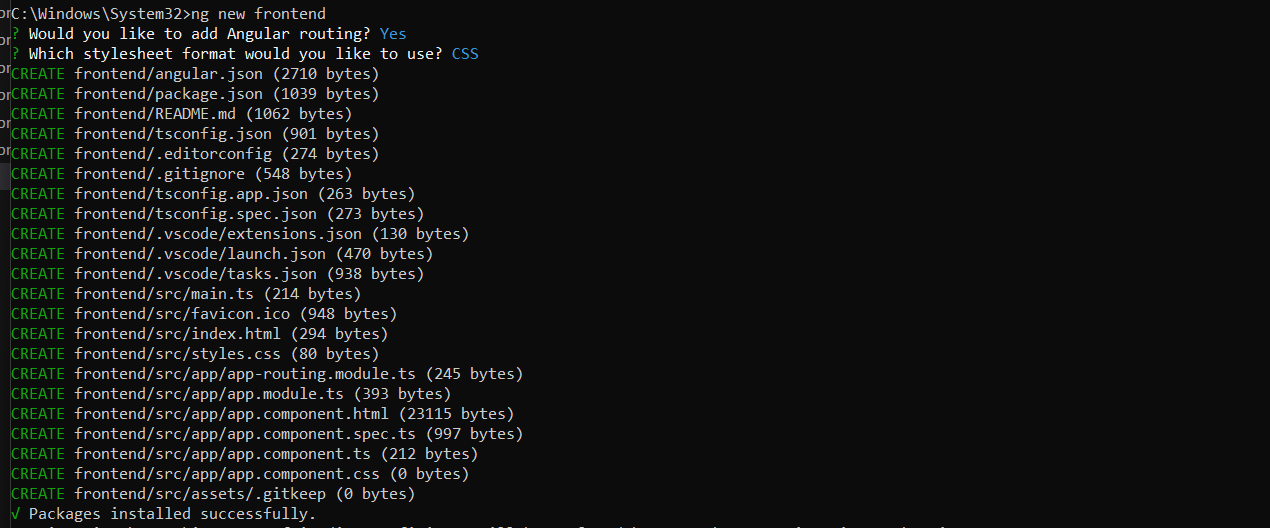 C:\Windows\System32>ng new frontend
? Would you like to add Angular routing? Yes
? Which stylesheet format would you like to use? CSS
CREATE frontend/angular.json (2710 bytes)
CREATE frontend/package.json (1039 bytes)
CREATE frontend/README.md (1062 bytes)
CREATE frontend/tsconfig.json (901 bytes)
CREATE frontend/.editorconfig (274 bytes)
CREATE frontend/.gitignore (548 bytes)
CREATE frontend/tsconfig.app.json (263 bytes)
CREATE frontend/tsconfig.spec.json (273 bytes)
CREATE frontend/.vscode/extensions.json (130 bytes)
CREATE frontend/.vscode/launch.json (470 bytes)
CREATE frontend/.vscode/tasks.json (938 bytes)
CREATE frontend/src/main.ts (214 bytes)
CREATE frontend/src/favicon.ico (948 bytes)
CREATE frontend/src/index.html (294 bytes)
CREATE frontend/src/styles.css (80 bytes)
CREATE frontend/src/app/app-routing.module.ts (245 bytes)
CREATE frontend/src/app/app.module.ts (393 bytes)
CREATE frontend/src/app/app.component.html (23115 bytes)
CREATE frontend/src/app/app.component.spec.ts (997 bytes)
CREATE frontend/src/app/app.component.ts (212 bytes)
CREATE frontend/src/app/app.component.css (0 bytes)
CREATE frontend/src/assets/.gitkeep (0 bytes)
√ Packages installed successfully.